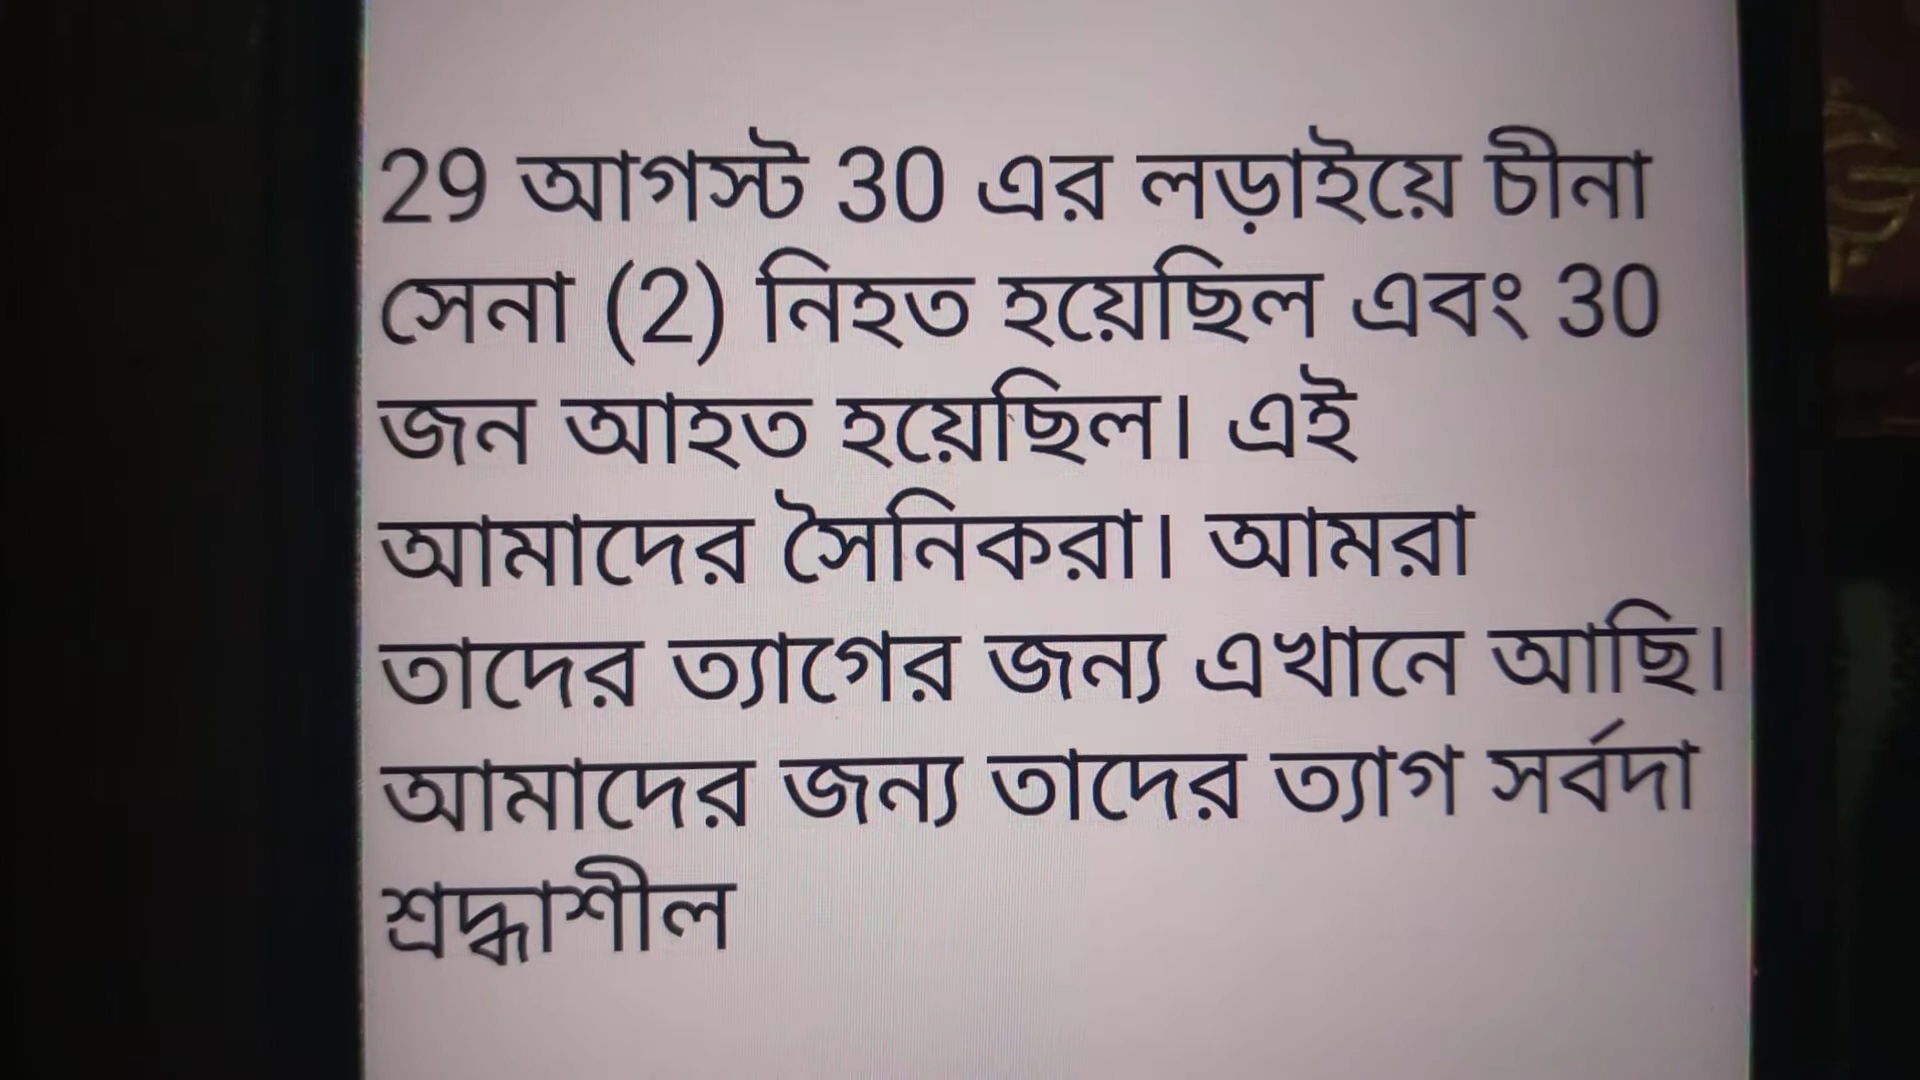 29 আগস্ট 30 এর লড়াইয়ে চীনা
সেনা (2) নিহত হয়েছিল এবং 30
জন আহত হয়েছিল। এই
আমাদের সৈনিকরা। আমরা
তাদের ত্যাগের জন্য এখানে আছি।
আমাদের জন্য তাদের ত্যাগ সর্বদা
শ্রদ্ধাশীল